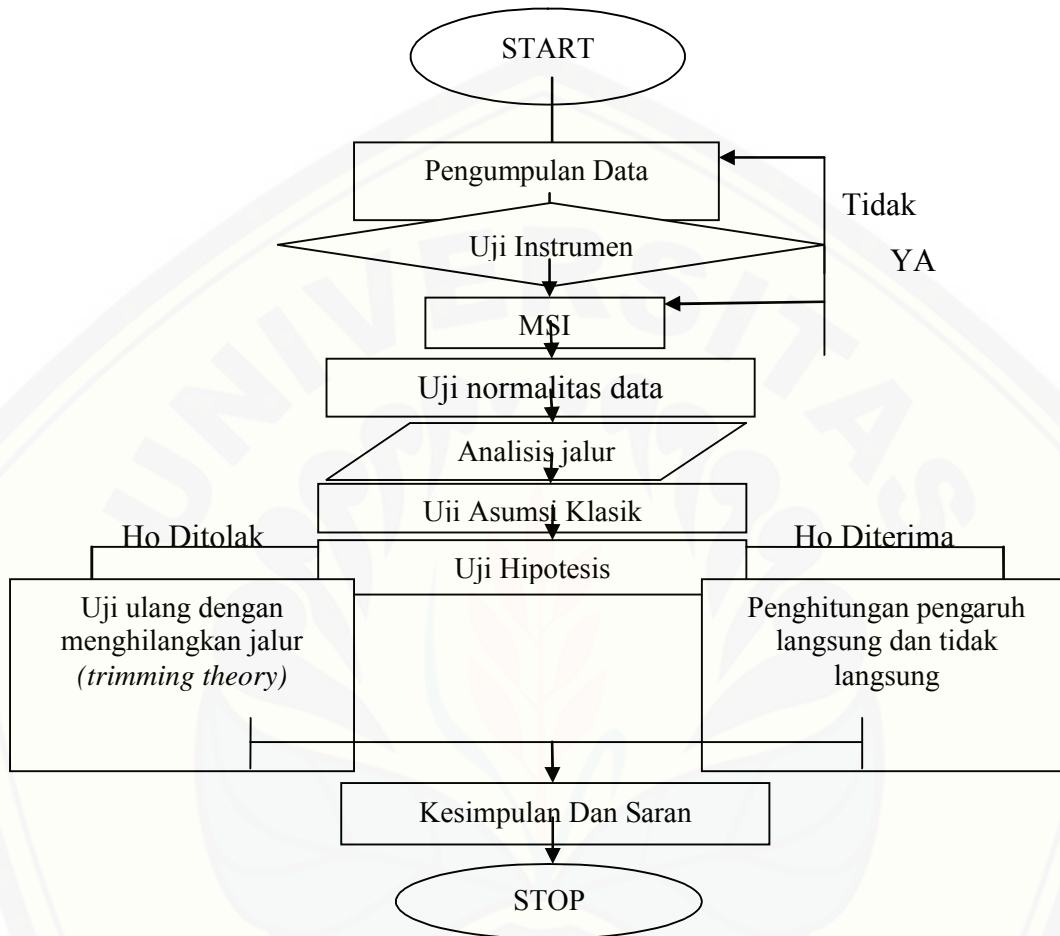 START
Pengumpulan Data
Tidak
Uji Instrumen
YA
MSI
Uji normalitas data
Analisis jalur
Uji Asumsi Klasik
Ho Ditolak
Ho Diterima
Uji Hipotesis
Uji ulang dengan
menghilangkan jalur
(trimming theory)
Penghitungan pengaruh
langsung dan tidak
langsung
Kesimpulan Dan Saran
STOP
UNIVERSITAS